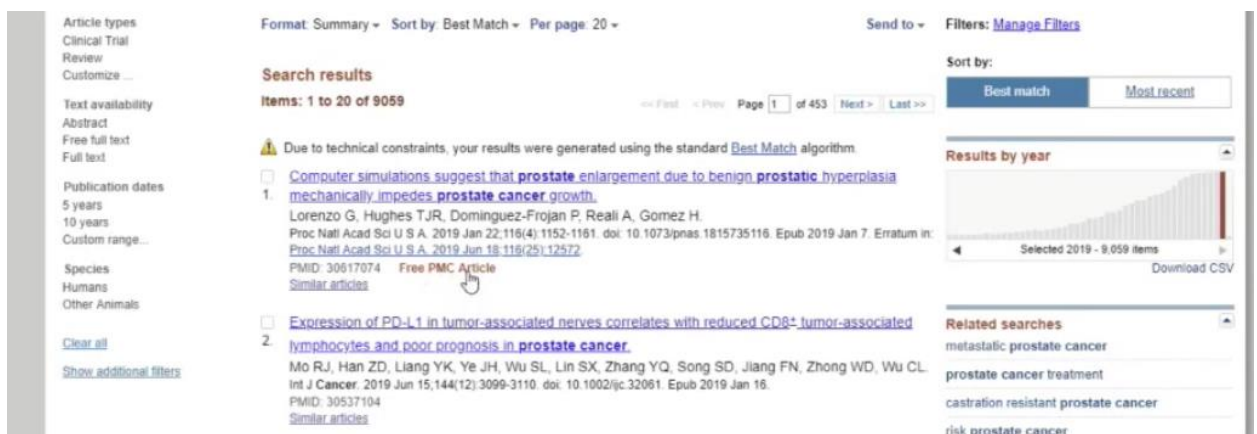 Article types
Clinical Trial
Review
Customize ...
Text availability
Abstract
Free full text
Full text
Publication dates
5 years
10 years
Custom range...
Species
Humans
Other Animals
Clear all
Show additional filters
Format: Summary Sort by: Best Match Per page: 20 Send to
Search results
Items: 1 to 20 of 9059
<< First < Prev Page 1 of 453 Next > Last >>
Due to technical constraints, your results were generated using the standard Best Match algorithm.
Computer simulations suggest that prostate enlargement due to benign prostatic hyperplasia
1. mechanically impedes prostate cancer growth.
Lorenzo G, Hughes TJR, Dominguez-Frojan P, Reali A, Gomez H.
Proc Natl Acad Sci U S A. 2019 Jan 22;116(4):1152-1161. doi: 10.1073/pnas.1815735116. Epub 2019 Jan 7. Erratum in:
Proc Natl Acad Sci U S A. 2019 Jun 18;116(25):12572.
PMID: 30617074 Free PMC Article
Similar articles
Expression of PD-L1 in tumor-associated nerves correlates with reduced CD8+ tumor-associated
2. lymphocytes and poor prognosis in prostate cancer.
Mo RJ, Han ZD, Liang YK, Ye JH, Wu SL, Lin SX, Zhang YQ, Song SD, Jiang FN, Zhong WD, Wu CL.
Int J Cancer. 2019 Jun 15;144(12):3099-3110. doi: 10.1002/ijc.32061. Epub 2019 Jan 16.
PMID: 30537104
Similar articles
Filters: Manage Filters
Sort by:
Best match Most recent
Results by year
Selected 2019 - 9,059 items
Download CSV
Related searches
metastatic prostate cancer
prostate cancer treatment
castration resistant prostate cancer
risk prostate cancer